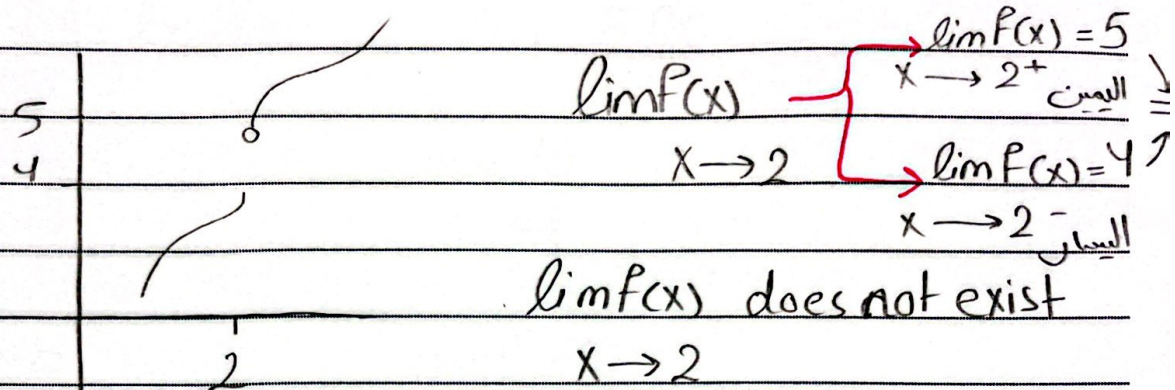 5
4
2
lim f(x)
x → 2
lim f(x) = 5
x → 2⁺ اليمين
lim f(x) = 4
x → 2⁻ اليسار
lim f(x) does not exist
x → 2